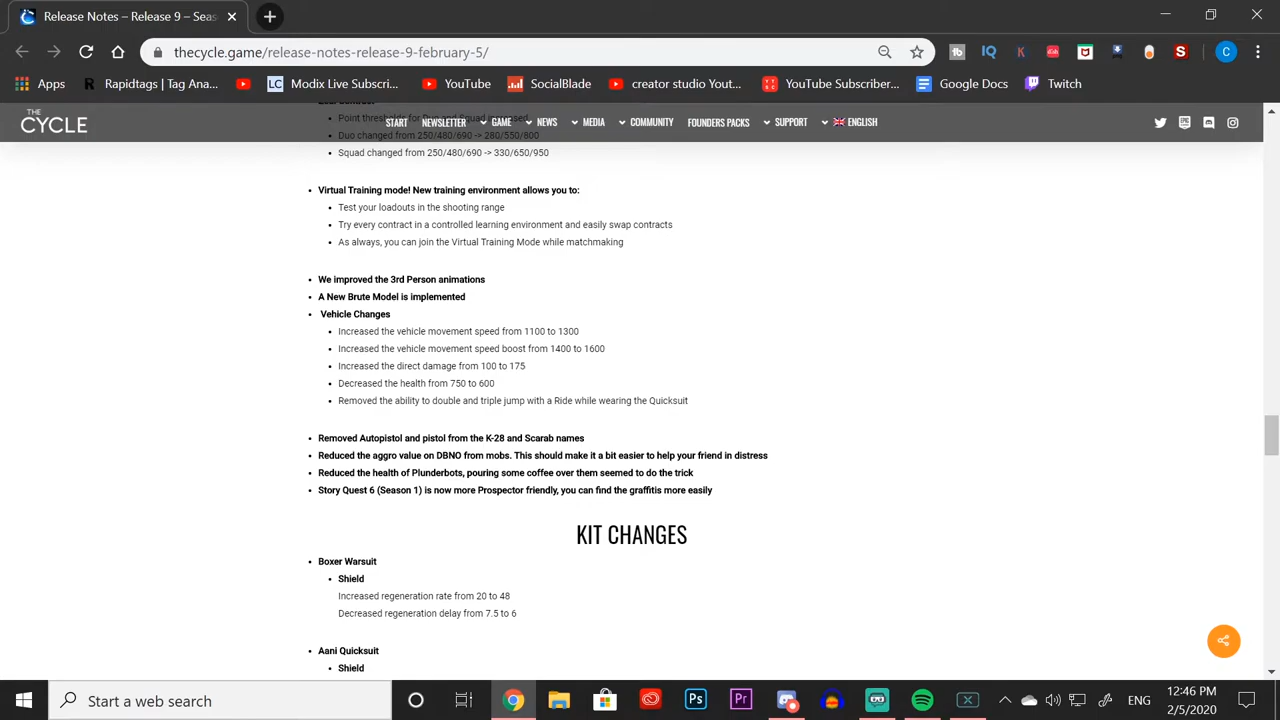 Release Notes: Release 9 – Febru
thecycle.game/release-notes-release-9-february-5/
Apps
Rapidtags | Tag Ana...
Modix Live Subscri...
YouTube
SocialBlade
creator studio - You...
YouTube Subscriber...
Docs
Twitch
THE
CYCLE
START
NEWSLETTER
GAME
NEWS
MEDIA
COMMUNITY
FOUNDERS PACKS
SUPPORT
ENGLISH
Duo changed from 250/480/690 -> 280/550/800
Squad changed from 250/480/690 -> 330/650/950
Virtual Training mode! New training environment allows you to:
Test your loadouts in the shooting range
Try every contract in a controlled learning environment and easily swap contracts
As always, you can join the Virtual Training Mode while matchmaking
We improved the 3rd Person animations
A New Brute Model is implemented
Vehicle Changes
Increased the vehicle movement speed from 1100 to 1300
Increased the vehicle movement speed boost from 1400 to 1600
Increased the direct damage from 100 to 175
Decreased the health from 750 to 600
Removed the ability to double and triple jump with a Ride while wearing the Quicksuit
Removed Autopistol and pistol from the K-28 and Scarab names
Reduced the aggro value on DBNO from mobs. This should make it a bit easier to help your friend in distress
Reduced the health of Plunderbots, pouring some coffee over them seemed to do the trick
Story Quest 6 (Season 1) is now more Prospector friendly, you can find the graffitis more easily
KIT CHANGES
Boxer Warsuit
Shield
Increased regeneration rate from 20 to 48
Decreased regeneration delay from 7.5 to 6
Aani Quicksuit
Shield
Start a web search
ENG
12:46 PM
2/5/2020